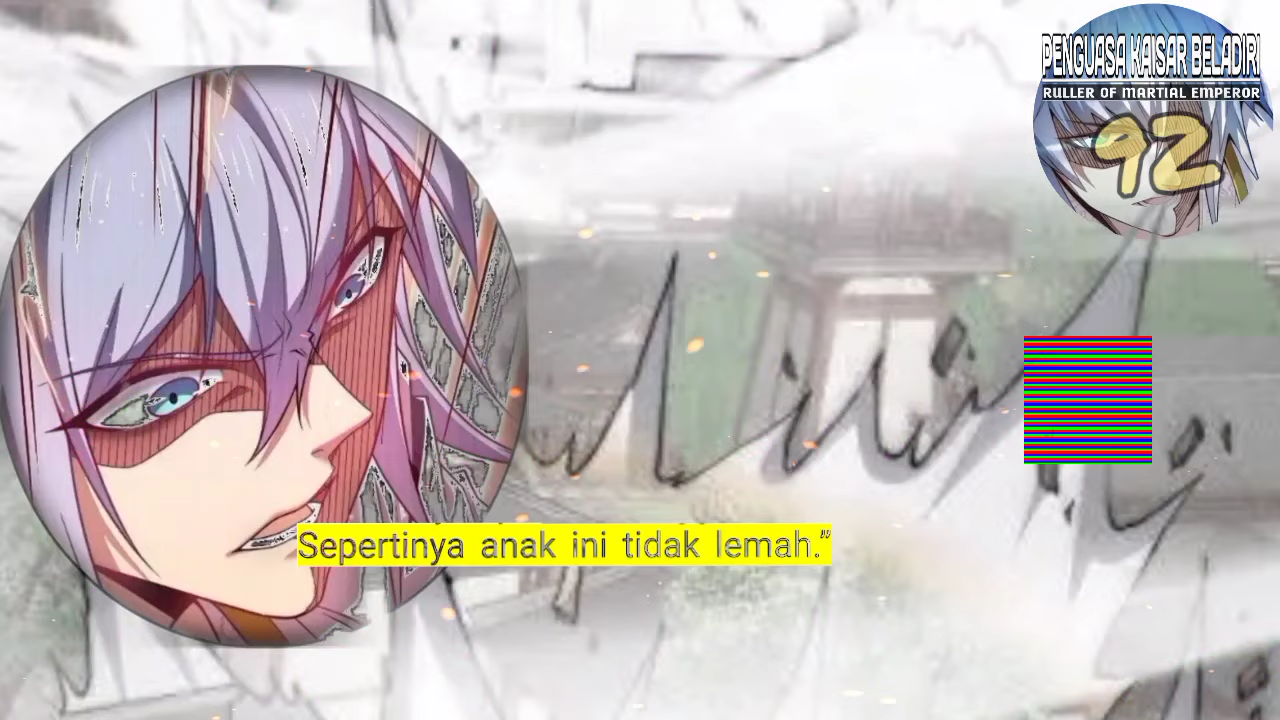 PENGUASA KAISAR BELADIRI
RULLER OF MARTIAL EMPEROR
92
Sepertinya anak ini tidak lemah.”